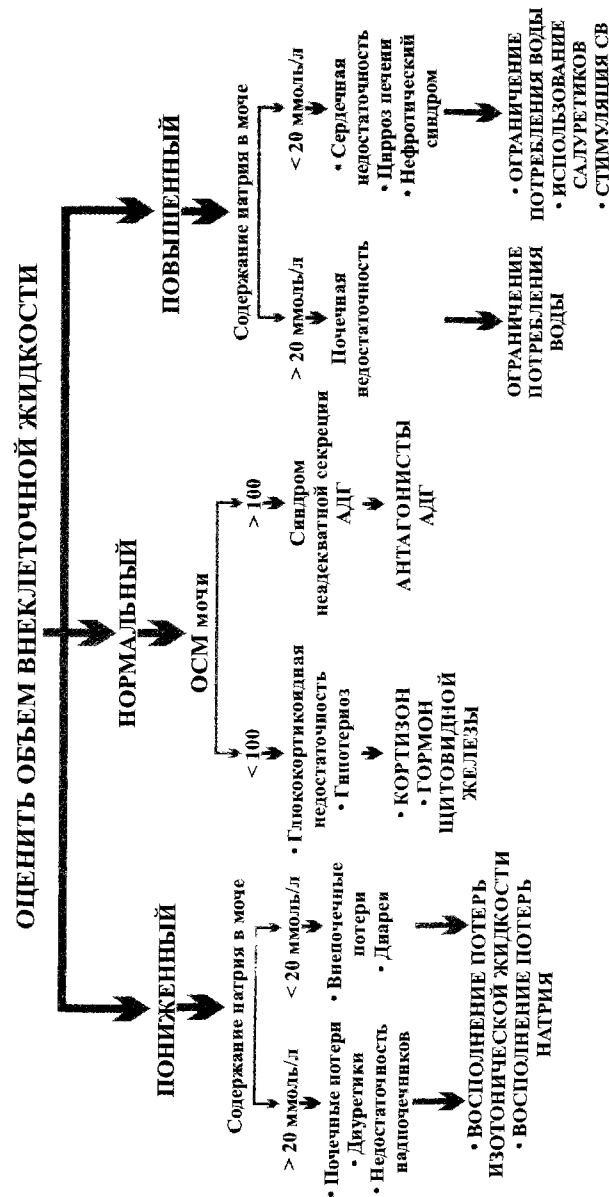 ОЦЕНИТЬ ОБЪЕМ ВНЕКЛЕТОЧНОЙ ЖИДКОСТИ
ПОНИЖЕННЫЙ
Содержание натрия в моче
> 20 ммоль/л
• Почечные потери
• Диуретики
• Недостаточность
надпочечников
< 20 ммоль/л
• Внепочечные
потери
• Диарея
• ВОСПОЛНЕНИЕ ПОТЕРЬ
ИЗОТОНИЧЕСКОЙ ЖИДКОСТИ
• ВОСПОЛНЕНИЕ ПОТЕРЬ
НАТРИЯ
НОРМАЛЬНЫЙ
ОСМ мочи
<100
• Глюкокортикоидная
недостаточность
• Гипотериоз
• КОРТИЗОН
• ГОРМОН
ЩИТОВИДНОЙ
ЖЕЛЕЗЫ
> 100
Синдром
неадекватной секреции
АДГ
АНТАГОНИСТЫ
АДГ
ПОВЫШЕННЫЙ
Содержание натрия в моче
> 20 ммоль/л
Почечная
недостаточность
ОГРАНИЧЕНИЕ
ПОТРЕБЛЕНИЯ
ВОДЫ
< 20 ммоль/л
• Сердечная
недостаточность
• Цирроз печени
• Нефротический
синдром
• ОГРАНИЧЕНИЕ
ПОТРЕБЛЕНИЯ ВОДЫ
• ИСПОЛЬЗОВАНИЕ
САЛУРЕТИКОВ
• СТИМУЛЯЦИЯ СВ